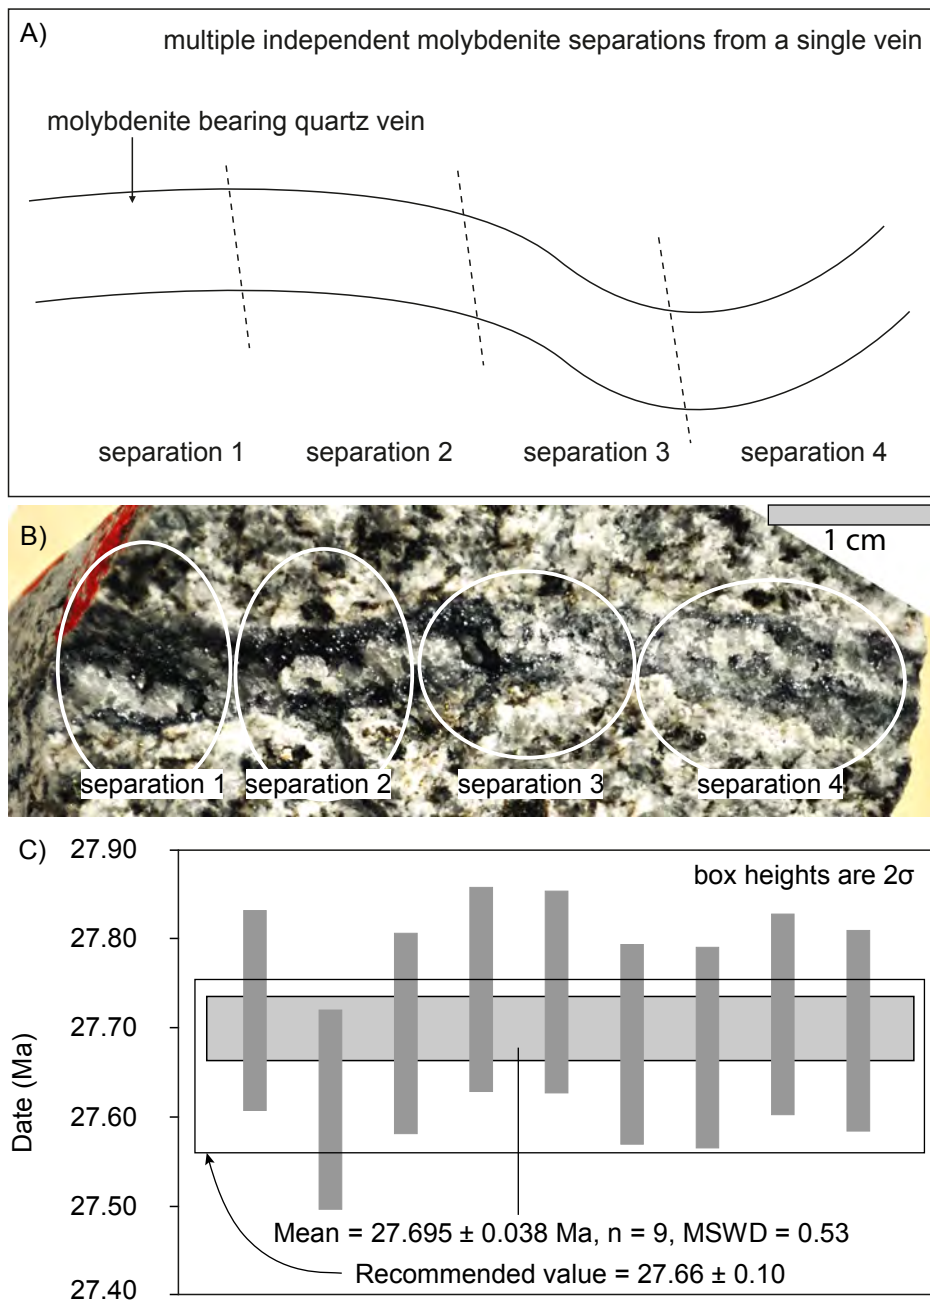 A)
multiple independent molybdenite separations from a single vein
molybdenite bearing quartz vein
separation 1
separation 2
separation 3
separation 4
B)
1 cm
separation 1
separation 2
separation 3
separation 4
C)
box heights are 2σ
27.90
27.80
27.70
27.60
27.50
27.40
Date (Ma)
Mean = 27.695 ± 0.038 Ma, n = 9, MSWD = 0.53
Recommended value = 27.66 ± 0.10